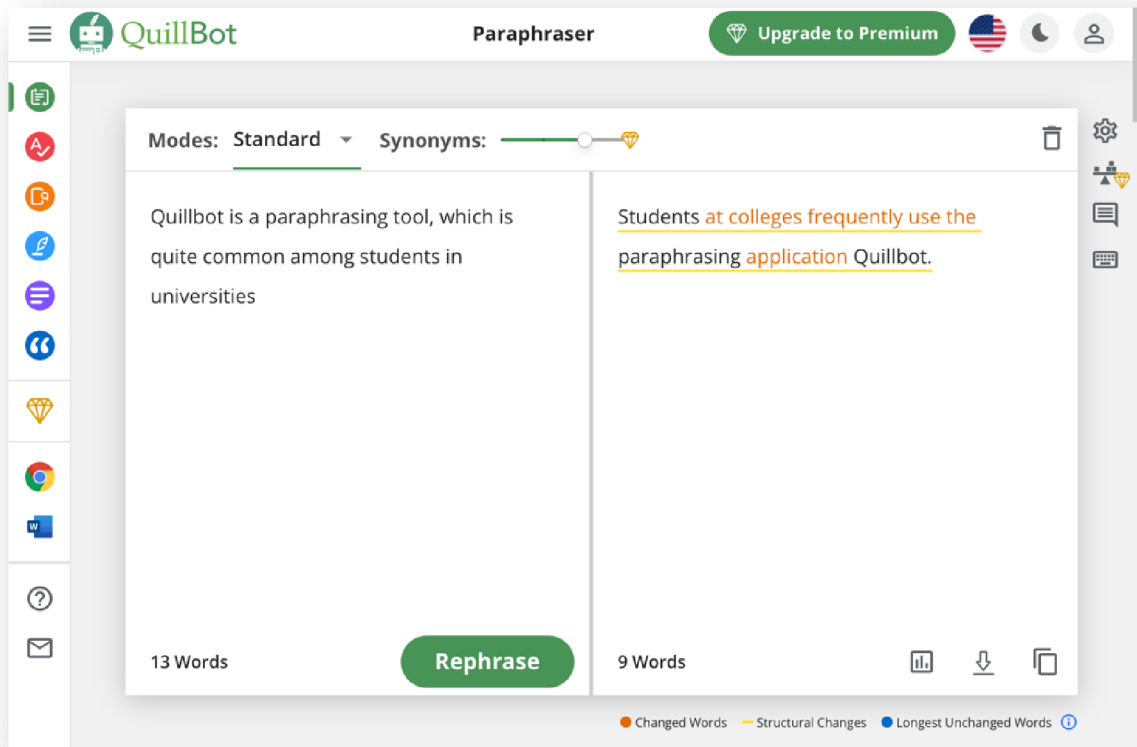 QuillBot
Paraphraser
Upgrade to Premium
Modes: Standard
Synonyms:
Quillbot is a paraphrasing tool, which is
quite common among students in
universities
13 Words
Rephrase
Students at colleges frequently use the
paraphrasing application Quillbot.
9 Words
Changed Words
Structural Changes
Longest Unchanged Words